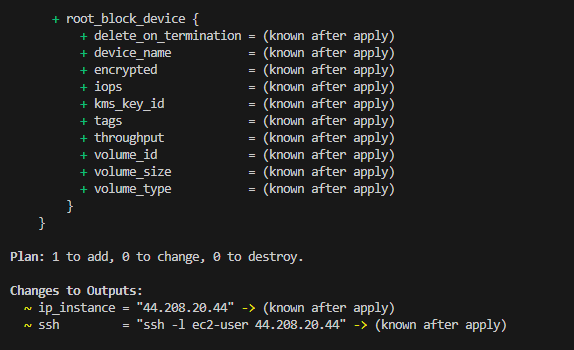 + root_block_device {
+ delete_on_termination = (known after apply)
+ device_name = (known after apply)
+ encrypted = (known after apply)
+ iops = (known after apply)
+ kms_key_id = (known after apply)
+ tags = (known after apply)
+ throughput = (known after apply)
+ volume_id = (known after apply)
+ volume_size = (known after apply)
+ volume_type = (known after apply)
}
}
Plan: 1 to add, 0 to change, 0 to destroy.
Changes to Outputs:
~ ip_instance = "44.208.20.44" -> (known after apply)
~ ssh = "ssh -l ec2-user 44.208.20.44" -> (known after apply)